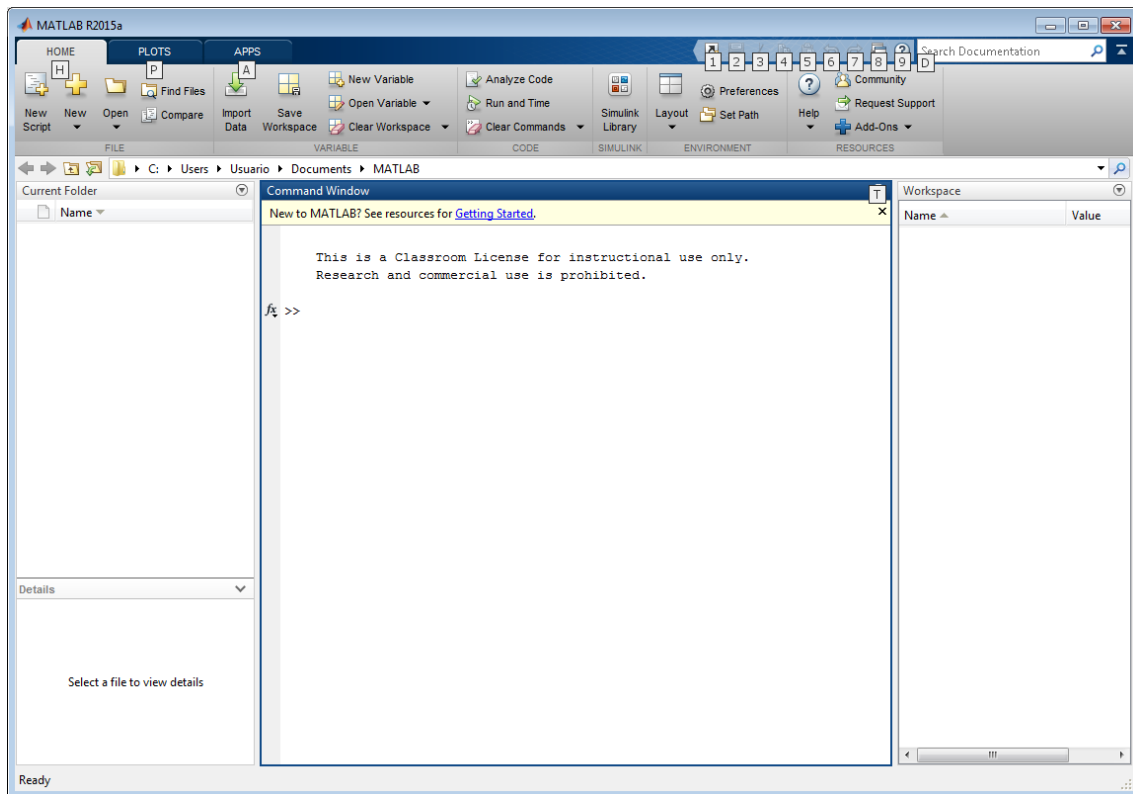 MATLAB R2015a
HOME PLOTS APPS
Search Documentation
H P A 1 2 3 4 5 6 7 8 9 D
New Script
New
Open
Find Files
Compare
FILE
Import Data
Save Workspace
New Variable
Open Variable
Clear Workspace
VARIABLE
Analyze Code
Run and Time
Clear Commands
CODE
Simulink Library
SIMULINK
Layout
Preferences
Set Path
ENVIRONMENT
Help
Community
Request Support
Add-Ons
RESOURCES
C: Users Usuario Documents MATLAB
Current Folder
Name
Details
Select a file to view details
Command Window
T
New to MATLAB? See resources for Getting Started.
This is a Classroom License for instructional use only.
Research and commercial use is prohibited.
fx >>
Workspace
Name Value
Ready